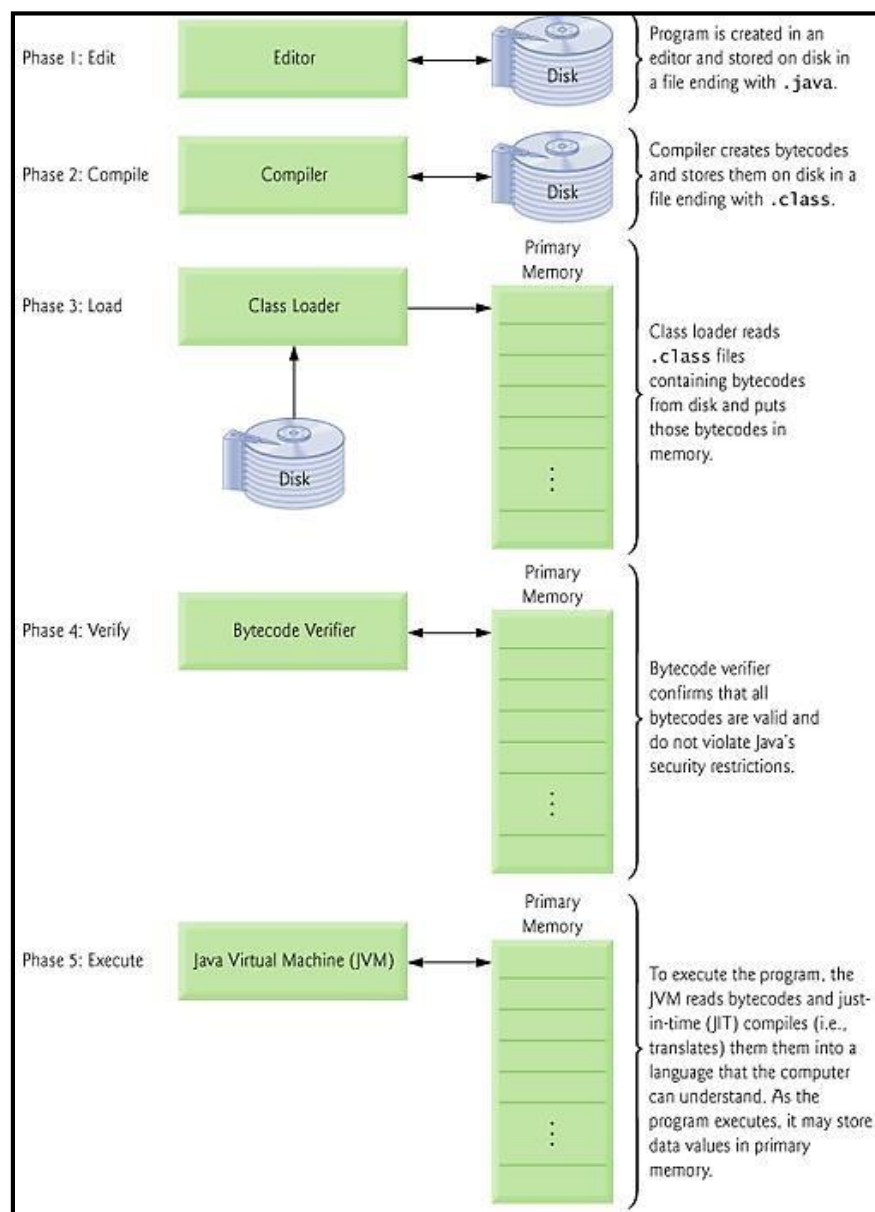 Phase 1: Edit
Editor
Disk
Program is created in an
editor and stored on disk in
a file ending with .java.
Phase 2: Compile
Compiler
Disk
Compiler creates bytecodes
and stores them on disk in a
file ending with .class.
Phase 3: Load
Class Loader
Disk
Primary
Memory
Class loader reads
.class files
containing bytecodes
from disk and puts
those bytecodes in
memory.
Phase 4: Verify
Bytecode Verifier
Primary
Memory
Bytecode verifier
confirms that all
bytecodes are valid and
do not violate Java's
security restrictions.
Phase 5: Execute
Java Virtual Machine (JVM)
Primary
Memory
To execute the program, the
JVM reads bytecodes and just-
in-time (JIT) compiles (i.e.,
translates) them them into a
language that the computer
can understand. As the
program executes, it may store
data values in primary
memory.